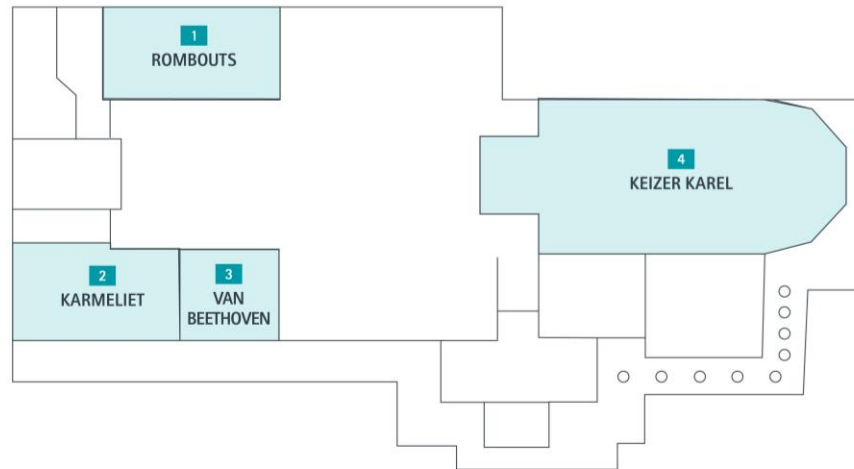 1
ROMBOUTS
4
KEIZER KAREL
2
KARMELIET
3
VAN
BEETHOVEN